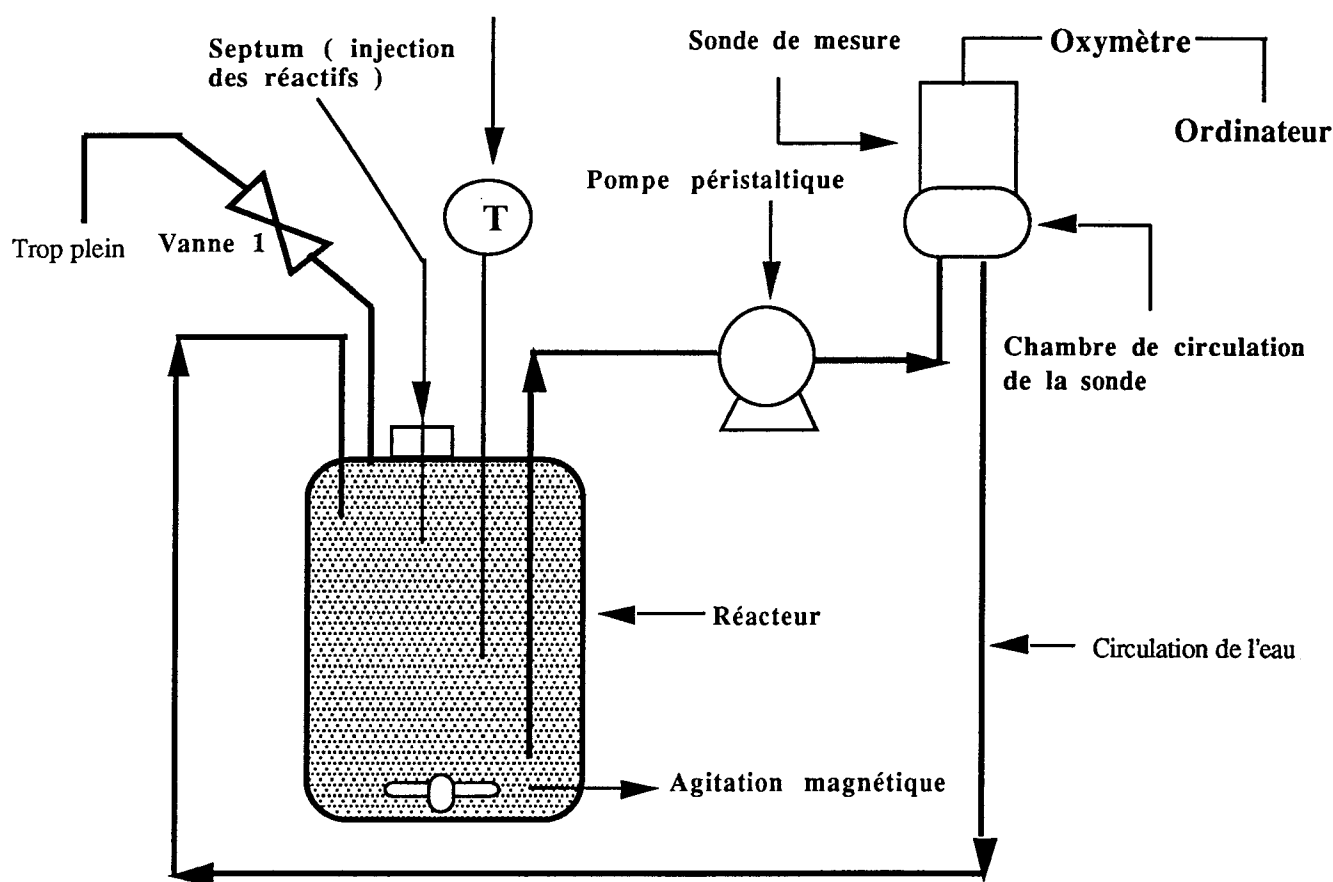 Septum ( injection
des réactifs )
Sonde de mesure
Oxymètre
Ordinateur
Pompe péristaltique
T
Trop plein
Vanne 1
Chambre de circulation
de la sonde
Réacteur
Circulation de l'eau
Agitation magnétique